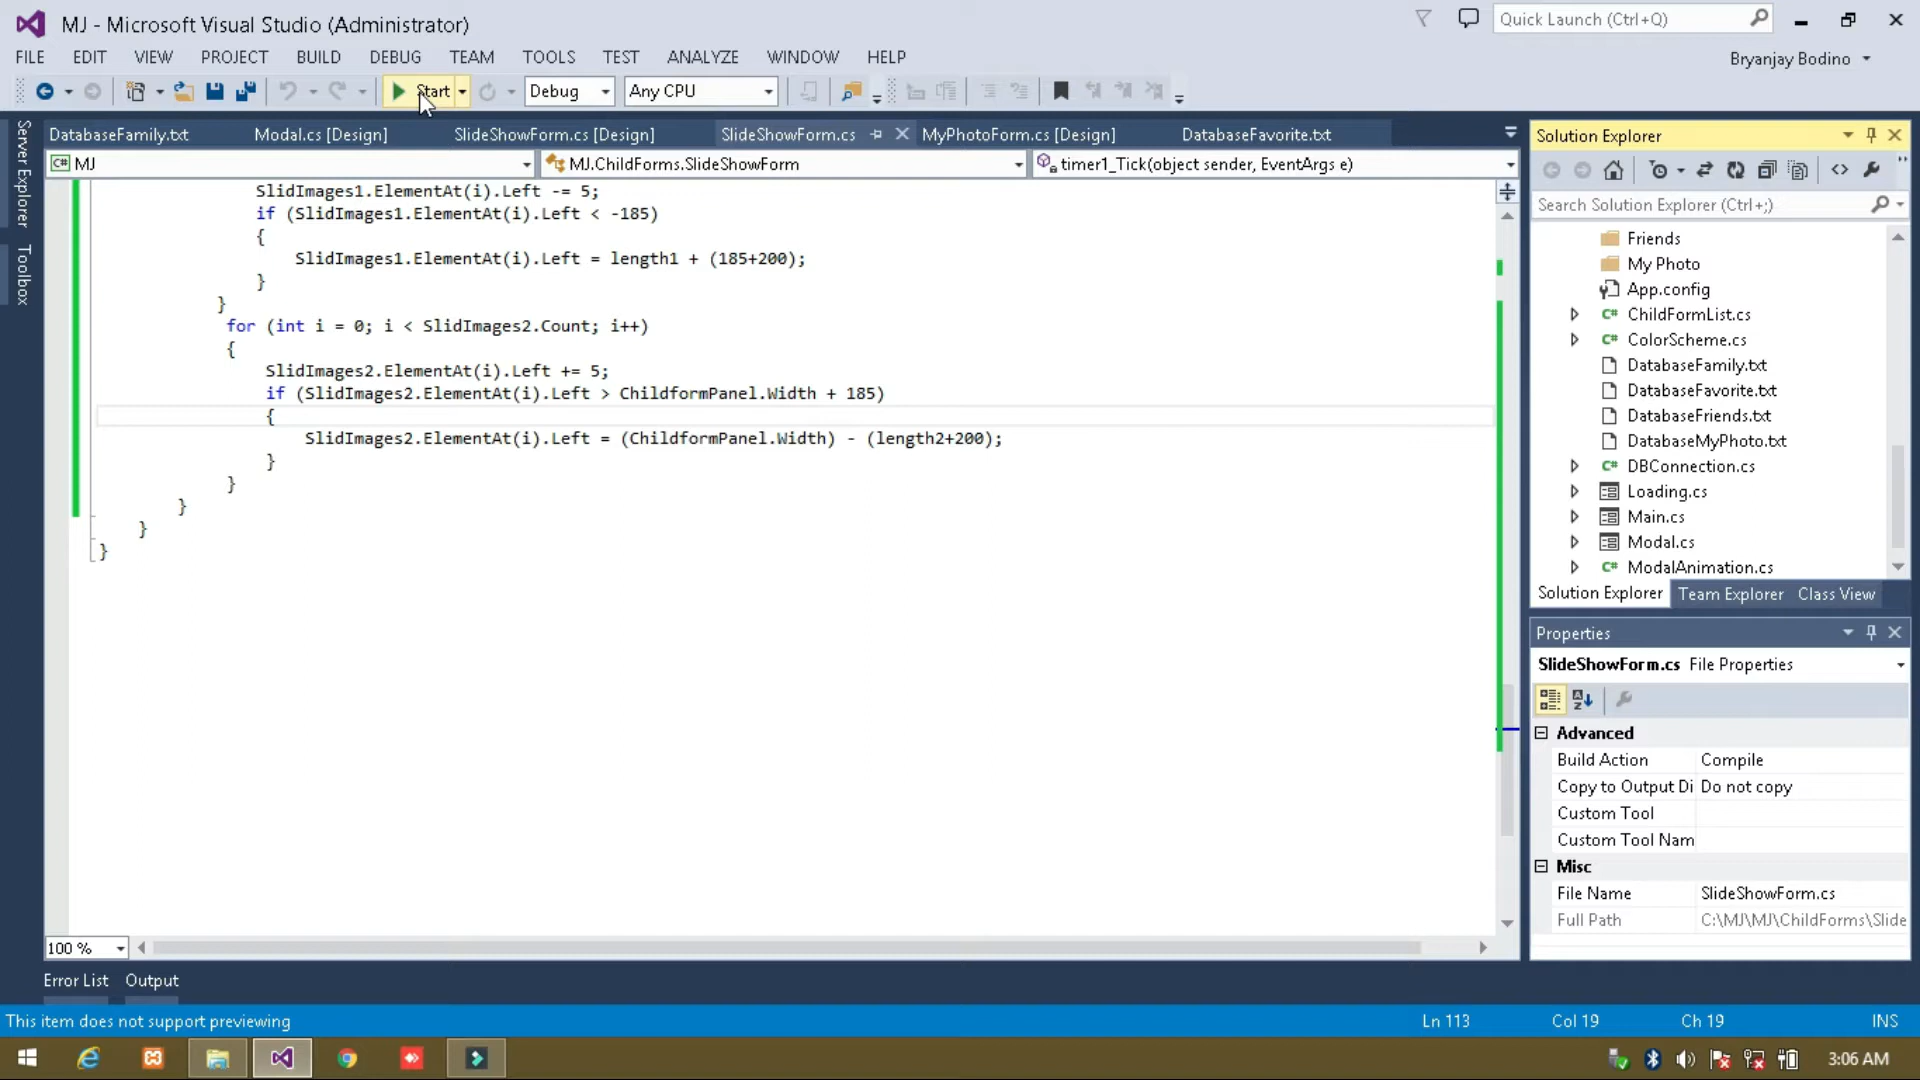 MJ - Microsoft Visual Studio (Administrator)
Quick Launch (Ctrl+Q)
FILE EDIT VIEW PROJECT BUILD DEBUG TEAM TOOLS TEST ANALYZE WINDOW HELP
Bryanjay Bodino
Start Debug Any CPU
Server Explorer
Toolbox
DatabaseFamily.txt Modal.cs [Design] SlideShowForm.cs [Design] SlideShowForm.cs MyPhotoForm.cs [Design] DatabaseFavorite.txt
C# MJ MJ.ChildForms.SlideShowForm timer1_Tick(object sender, EventArgs e)
SlidImages1.ElementAt(i).Left -= 5;
if (SlidImages1.ElementAt(i).Left < -185)
{
SlidImages1.ElementAt(i).Left = length1 + (185+200);
}
}
for (int i = 0; i < SlidImages2.Count; i++)
{
SlidImages2.ElementAt(i).Left += 5;
if (SlidImages2.ElementAt(i).Left > ChildformPanel.Width + 185)
{
SlidImages2.ElementAt(i).Left = (ChildformPanel.Width) - (length2+200);
}
}
}
}
}
100 %
Solution Explorer
Search Solution Explorer (Ctrl+;)
Friends
My Photo
App.config
C# ChildFormList.cs
C# ColorScheme.cs
DatabaseFamily.txt
DatabaseFavorite.txt
DatabaseFriends.txt
DatabaseMyPhoto.txt
C# DBConnection.cs
Loading.cs
Main.cs
Modal.cs
C# ModalAnimation.cs
Solution Explorer Team Explorer Class View
Properties
SlideShowForm.cs File Properties
Advanced
Build Action Compile
Copy to Output Di Do not copy
Custom Tool
Custom Tool Nam
Misc
File Name SlideShowForm.cs
Full Path C:\MJ\MJ\ChildForms\Slide
Error List Output
This item does not support previewing Ln 113 Col 19 Ch 19 INS
3:06 AM